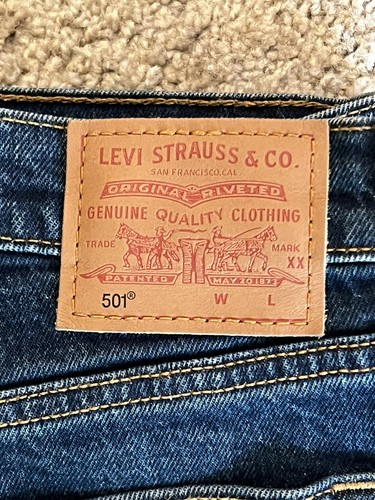 LEVI STRAUSS & CO.
SAN FRANCISCO, CAL
ORIGINAL RIVETED
GENUINE QUALITY CLOTHING
TRADE MARK
XX
PATENTED MAY 20 1873
501® W L